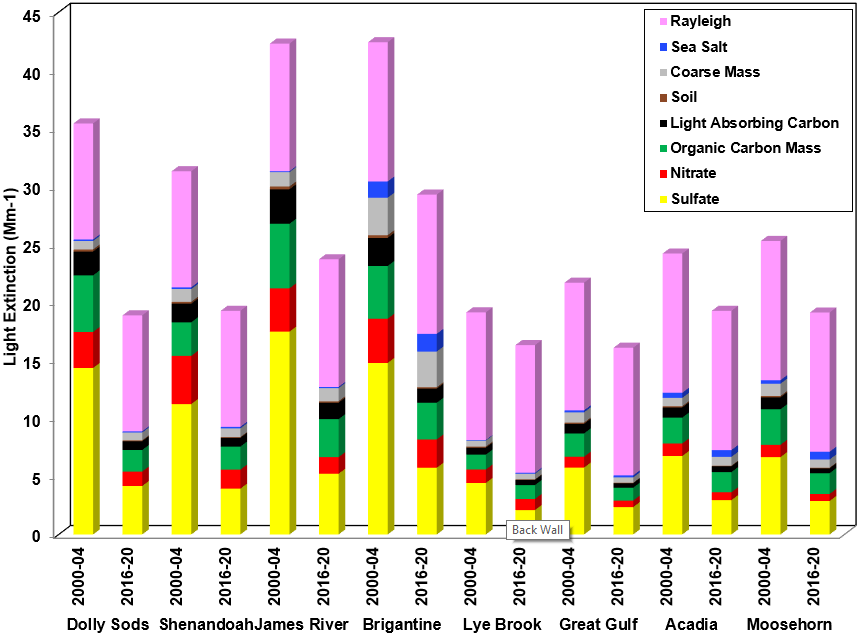 45
40
35
30
25
20
15
10
5
0
Light Extinction (Mm-1)
Rayleigh
Sea Salt
Coarse Mass
Soil
Light Absorbing Carbon
Organic Carbon Mass
Nitrate
Sulfate
Back Wall
2000-04
2016-20
2000-04
2016-20
2000-04
2016-20
2000-04
2016-20
2000-04
2016-20
2000-04
2016-20
2000-04
2016-20
2000-04
2016-20
Dolly Sods Shenandoah James River Brigantine Lye Brook Great Gulf Acadia Moosehorn